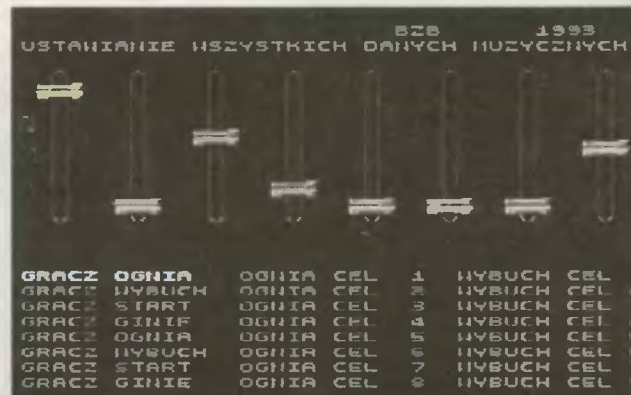 BZB 1993
USTAWIANIE WSZYSTKICH DANYCH MUZYCZNYCH
GRACZ OGNIA OGNIA CEL 1 WYBUCH CEL
GRACZ WYBUCH OGNIA CEL 2 WYBUCH CEL
GRACZ START OGNIA CEL 3 WYBUCH CEL
GRACZ GINIE OGNIA CEL 4 WYBUCH CEL
GRACZ OGNIA OGNIA CEL 5 WYBUCH CEL
GRACZ WYBUCH OGNIA CEL 6 WYBUCH CEL
GRACZ START OGNIA CEL 7 WYBUCH CEL
GRACZ GINIE OGNIA CEL 8 WYBUCH CEL